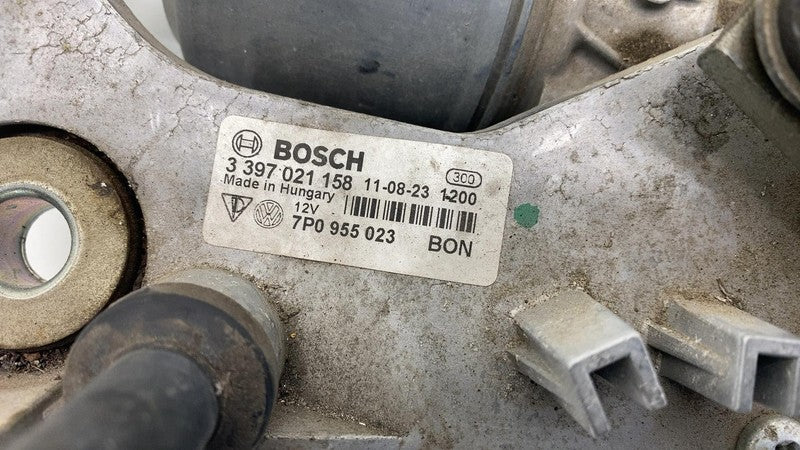 BOSCH
3 397 021 158 11-08-23 1200
300
Made in Hungary
12V
7P0 955 023 BON